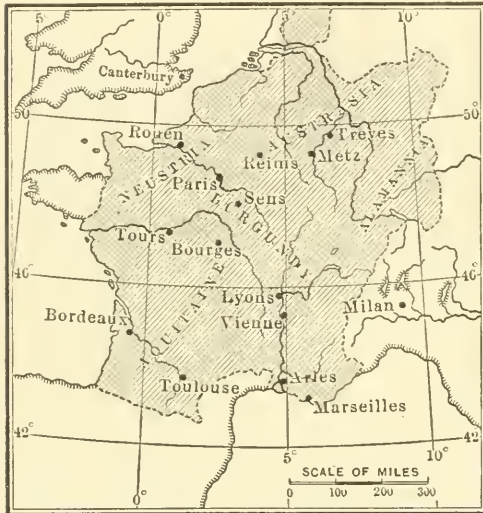 0° 5° 10°
Canterbury
50 50
Rouen
AUSTRASIA
Treves
Reims
Metz
NEUSTRIA
Paris
Sens
BURGUNDY
ALAMANNIA
Tours
Bourges
46 46°
Lyons
Milan
Vienne
AQUITAINE
Bordeaux
Toulouse
Arles
Marseilles
42° 42°
SCALE OF MILES
0 100 200 300
0° 5° 10°